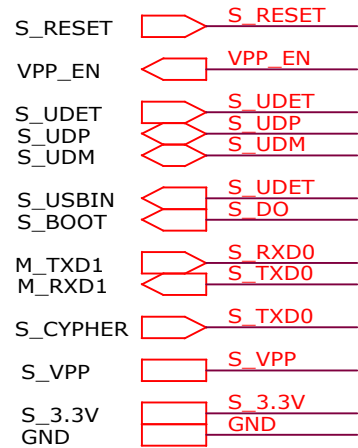 S_RESET S_RESET
VPP_EN VPP_EN
S_UDET S_UDET
S_UDP S_UDP
S_UDM S_UDM
S_USBIN S_UDET
S_BOOT S_DO
M_TXD1 S_RXD0
M_RXD1 S_TXD0
S_CYPHER S_TXD0
S_VPP S_VPP
S_3.3V S_3.3V
GND GND